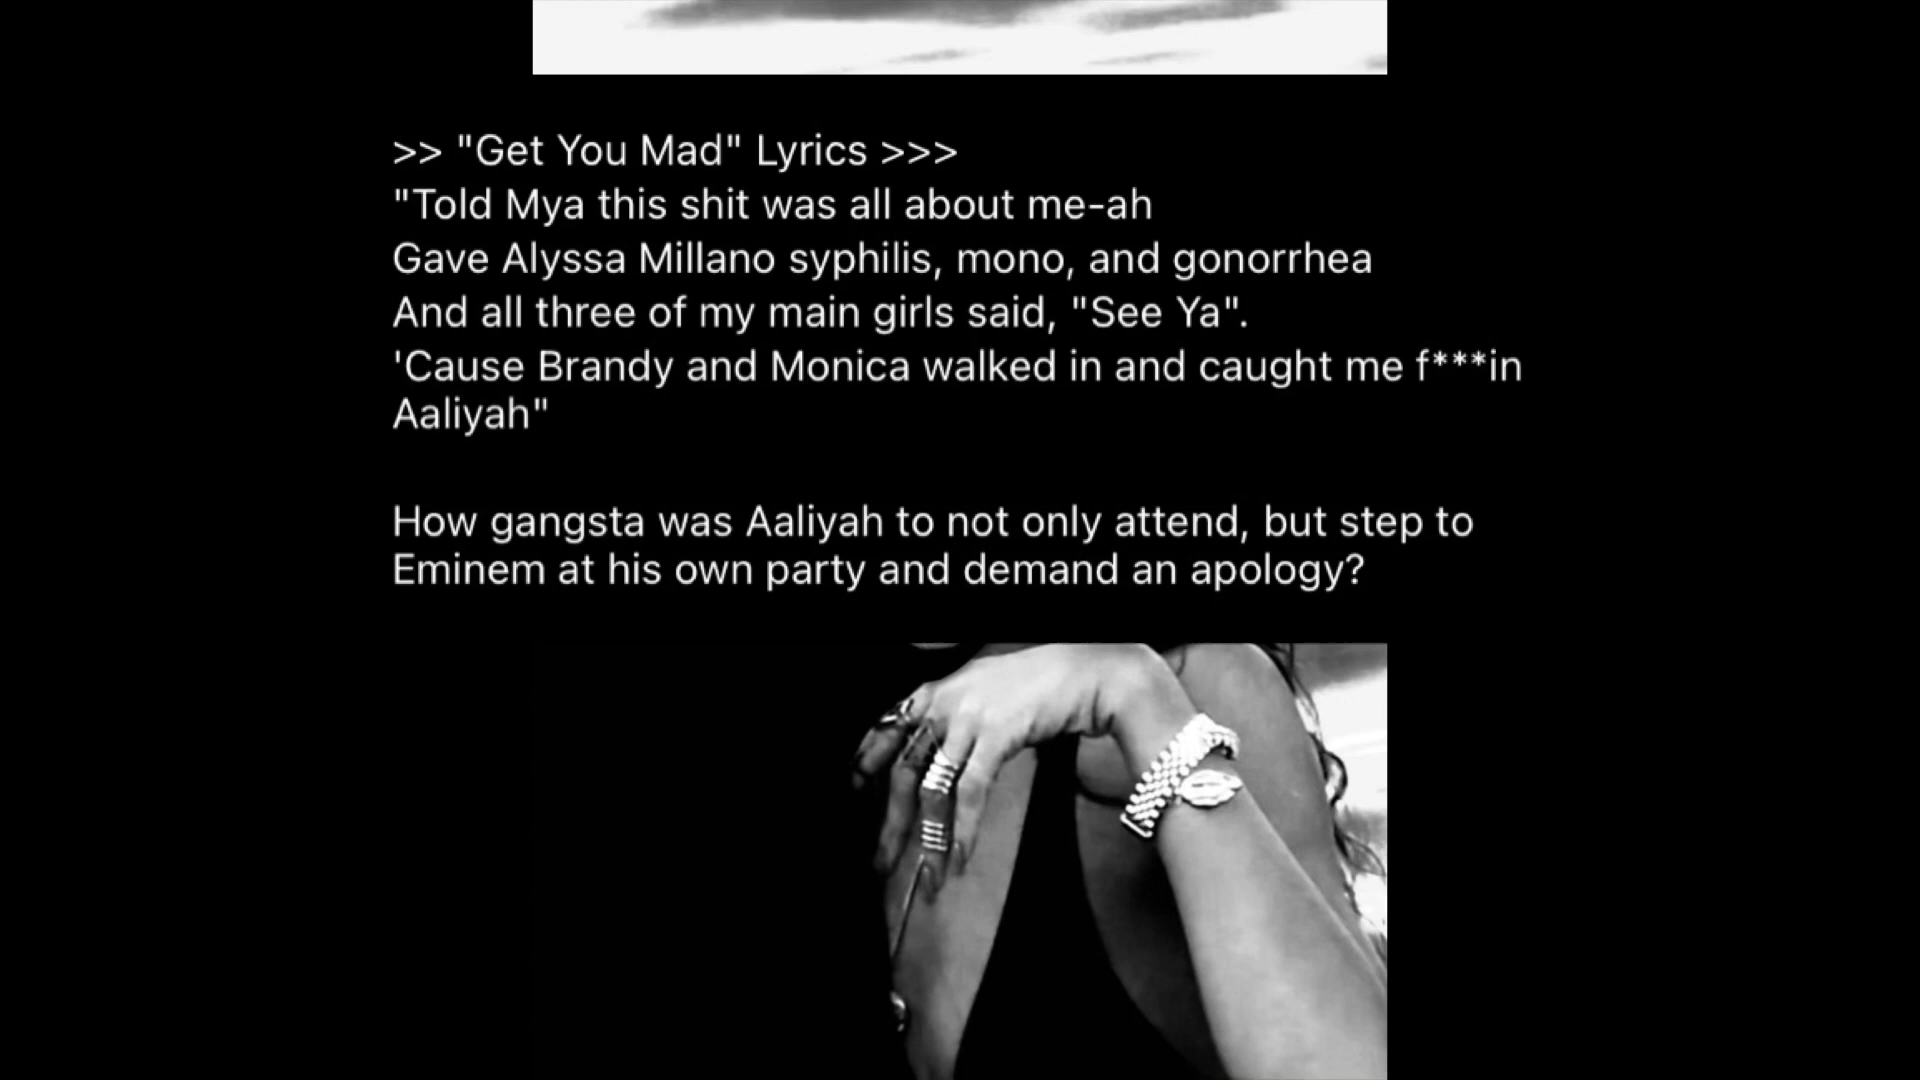 >> "Get You Mad" Lyrics >>>
"Told Mya this shit was all about me-ah
Gave Alyssa Millano syphilis, mono, and gonorrhea
And all three of my main girls said, "See Ya".
'Cause Brandy and Monica walked in and caught me f***in
Aaliyah"
How gangsta was Aaliyah to not only attend, but step to
Eminem at his own party and demand an apology?